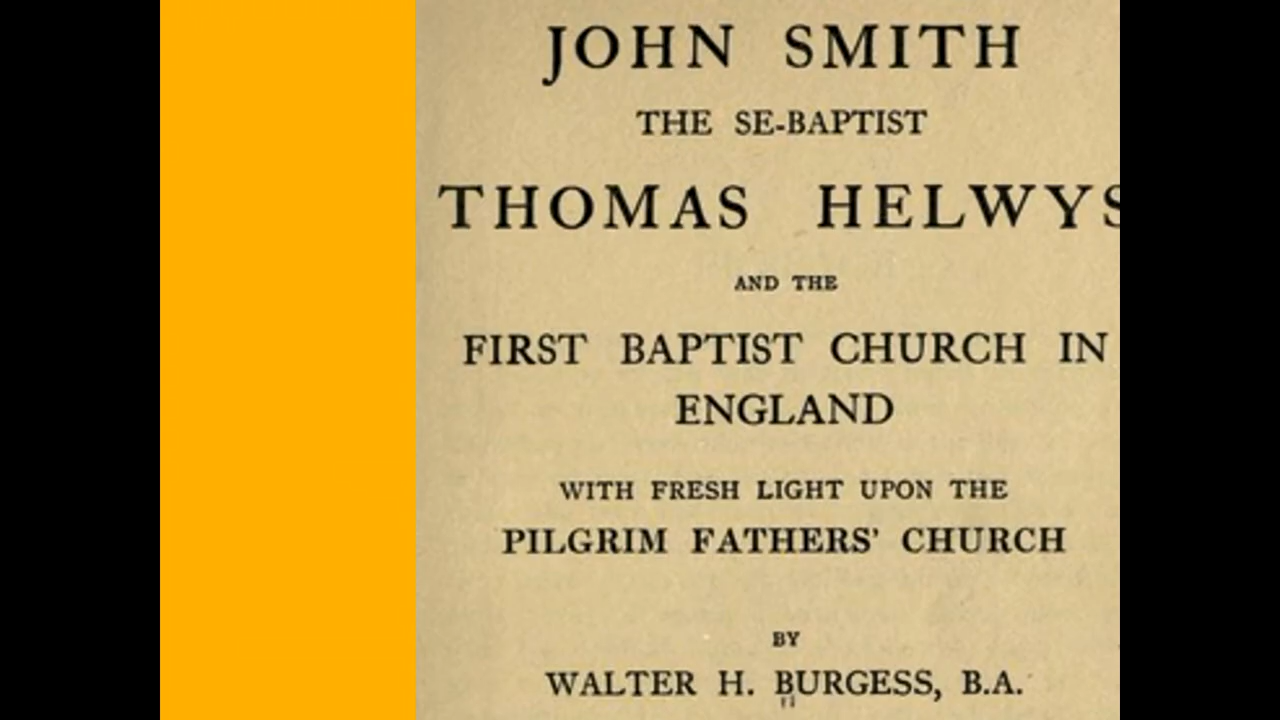 JOHN SMITH
THE SE-BAPTIST
THOMAS HELWYS
AND THE
FIRST BAPTIST CHURCH IN
ENGLAND
WITH FRESH LIGHT UPON THE
PILGRIM FATHERS' CHURCH
BY
WALTER H. BURGESS, B.A.